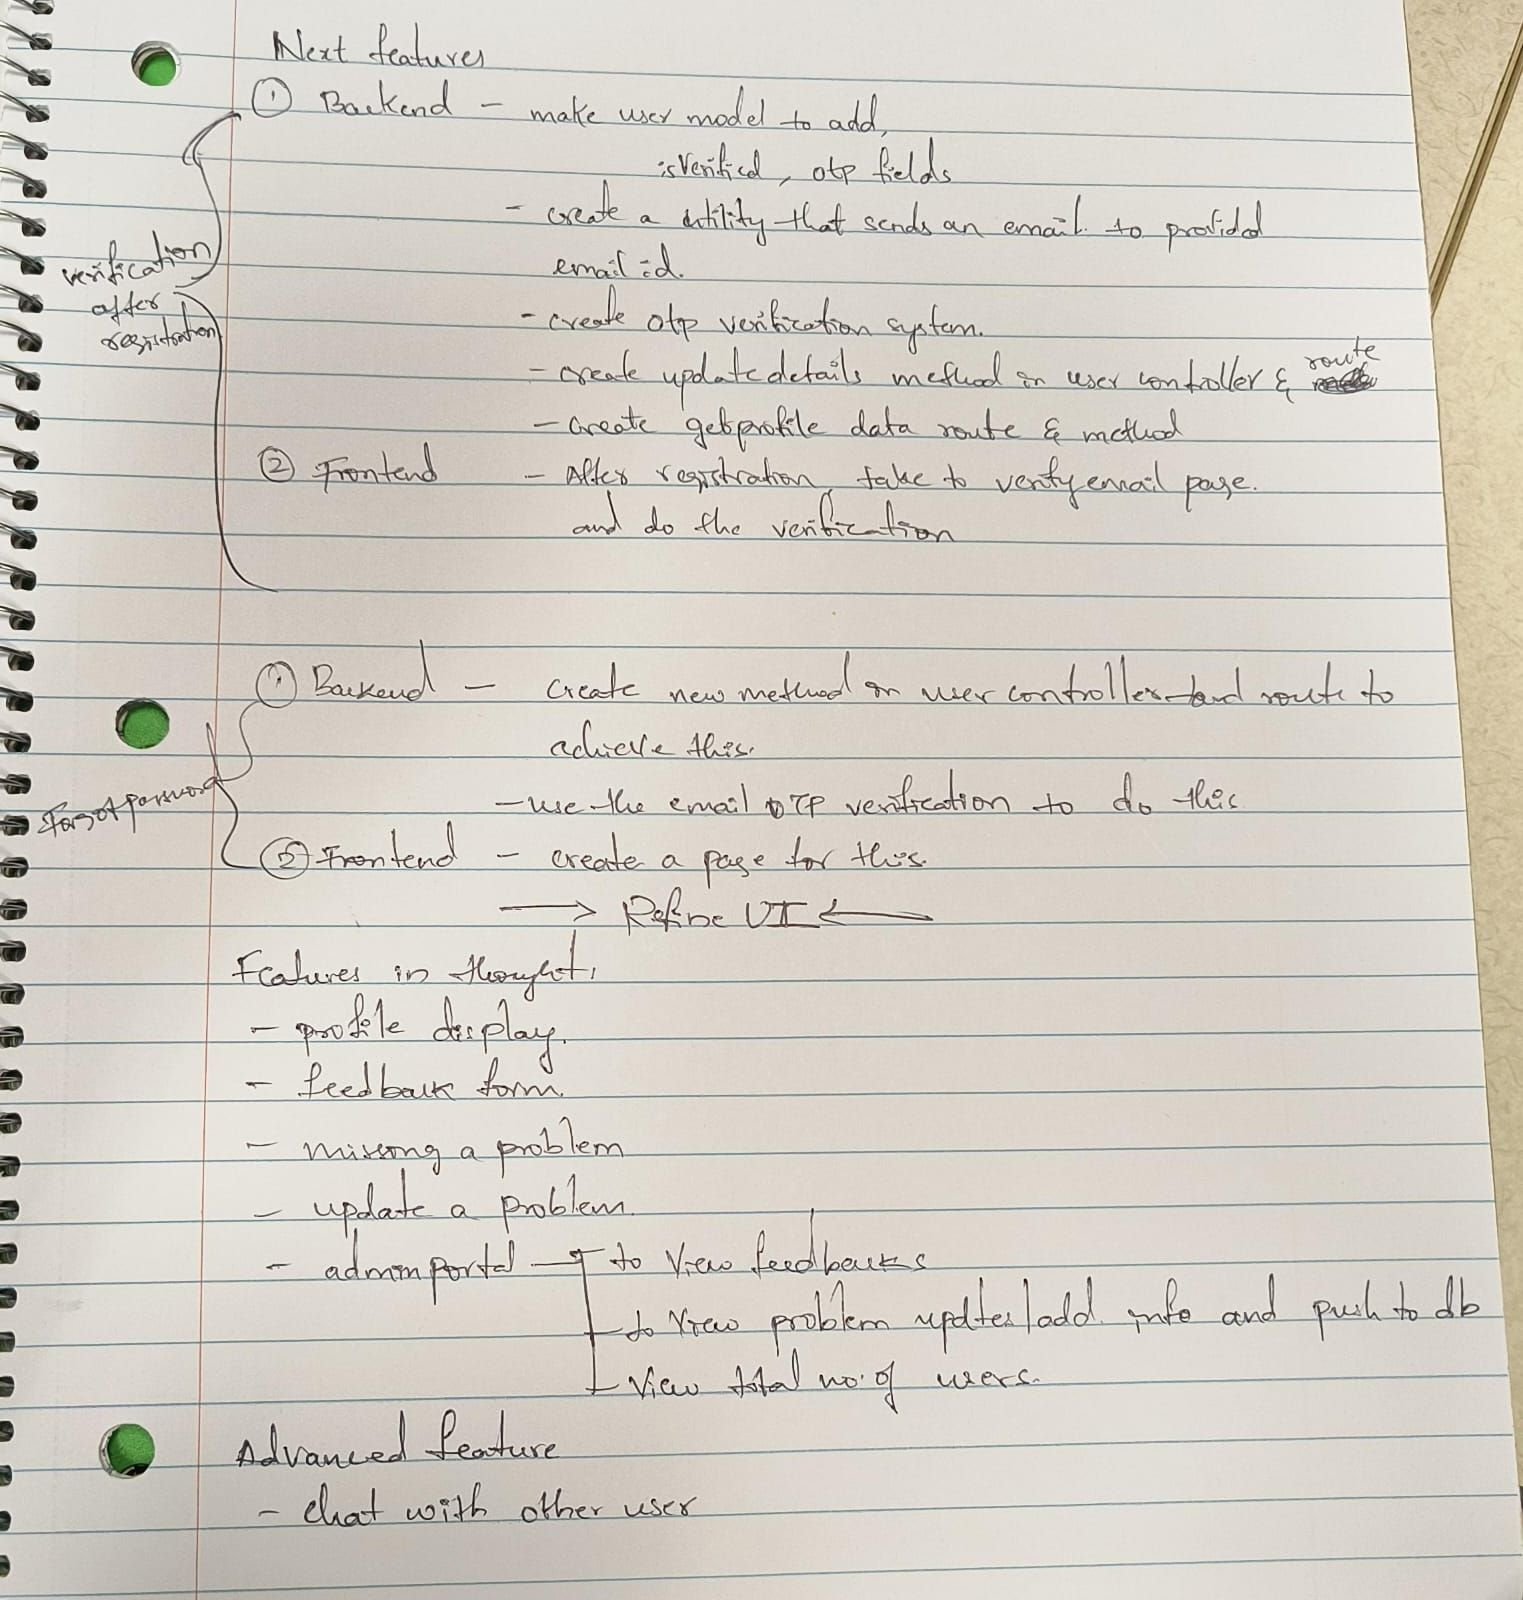 Next features
① Backend - make user model to add,
isVerified, otp fields
- create a utility that sends an email to provided
email id.
verification
after
registration
- create otp verification system.
- create updatedetails method in user controller & route
- create getprofile data route & method
② Frontend - After registration, take to verifyemail page.
and do the verification
① Backend - create new method in user controller and route to
achieve this.
- use the email OTP verification to do this
Forgot password
② Frontend - create a page for this.
→ Refine UI ←
Features in thought,
- profile display.
- feedback form.
- missing a problem
- update a problem.
- admin portal - to view feedbacks
- to view problem updtes/add info and push to db
- view total no. of users.
Advanced feature
- chat with other user